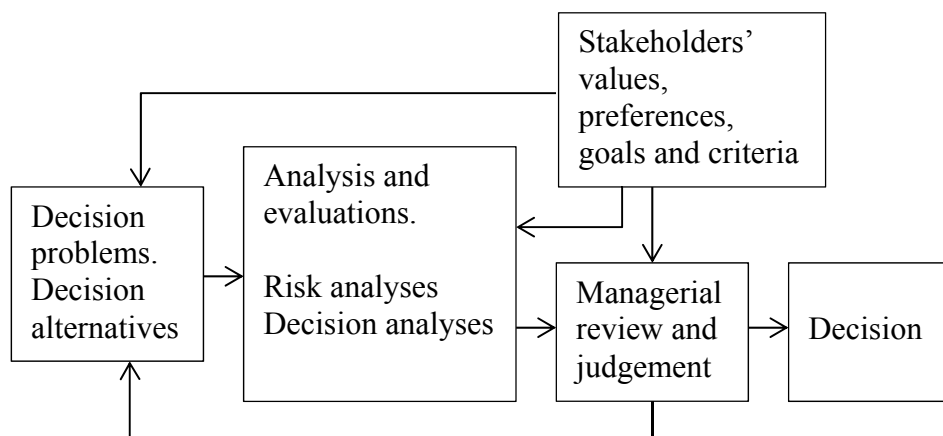 Stakeholders’
values,
preferences,
goals and criteria
Decision
problems.
Decision
alternatives
Analysis and
evaluations.
Risk analyses
Decision analyses
Managerial
review and
judgement
Decision